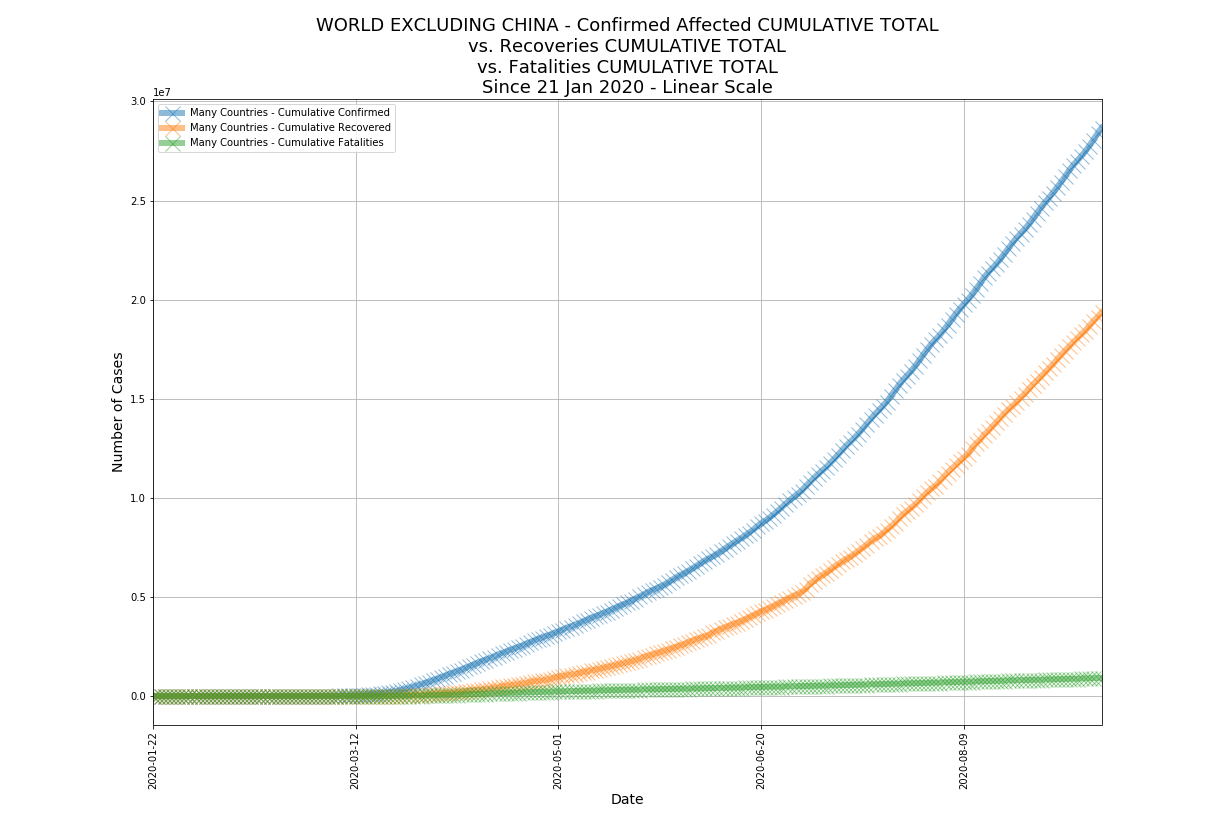 WORLD EXCLUDING CHINA - Confirmed Affected CUMULATIVE TOTAL
vs. Recoveries CUMULATIVE TOTAL
vs. Fatalities CUMULATIVE TOTAL
Since 21 Jan 2020 - Linear Scale
1e7
Many Countries - Cumulative Confirmed
Many Countries - Cumulative Recovered
Many Countries - Cumulative Fatalities
3.0
2.5
2.0
1.5
1.0
0.5
0.0
Number of Cases
2020-01-22
2020-03-12
2020-05-01
2020-06-20
2020-08-09
Date